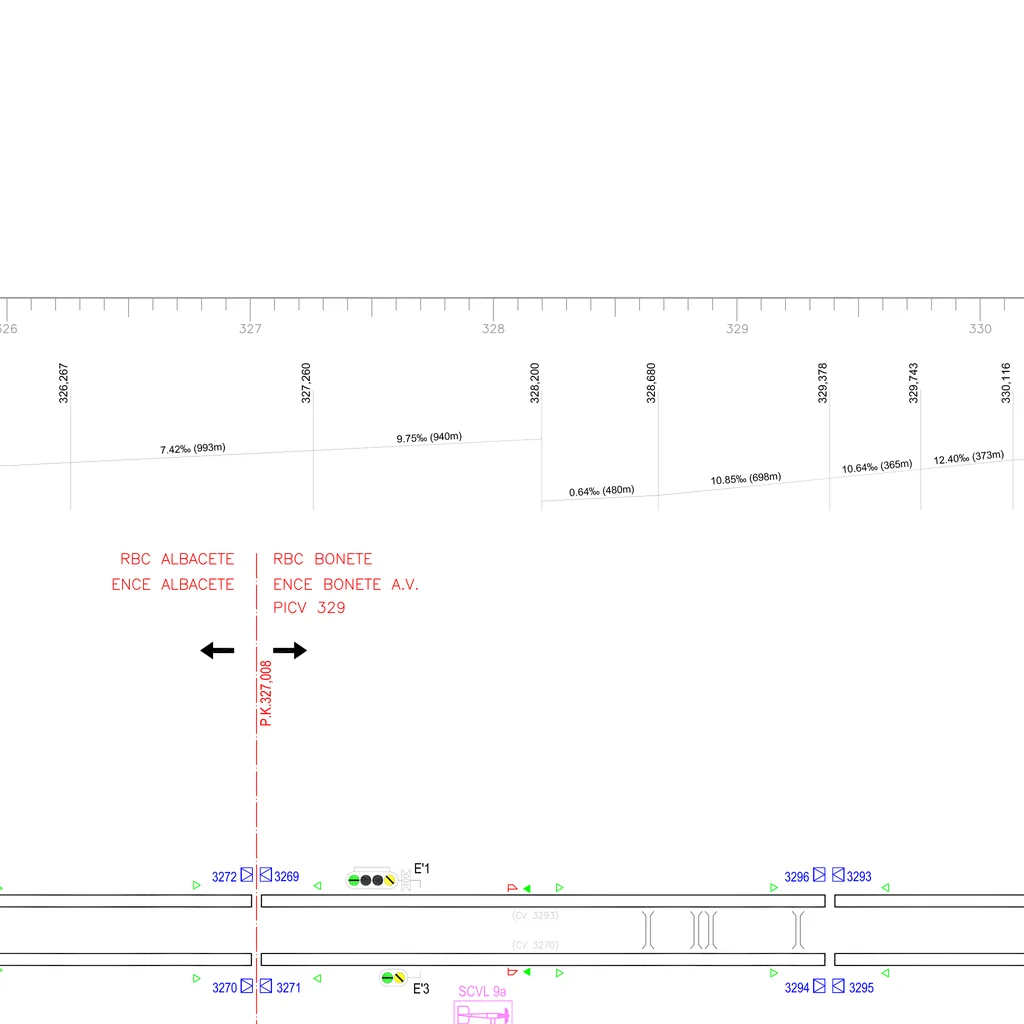 326 327 328 329 330
326,267 327,260 328,200 328,680 329,378 329,743 330,116
7.42‰ (993m) 9.75‰ (940m) 0.64‰ (480m) 10.85‰ (698m) 10.64‰ (365m) 12.40‰ (373m)
RBC ALBACETE RBC BONETE
ENCE ALBACETE ENCE BONETE A.V.
PICV 329
P.K.327,008
E'1
3272 3269 3296 3293
(CV 3293)
(CV 3270)
3270 3271 E'3 3294 3295
SCVL 9a